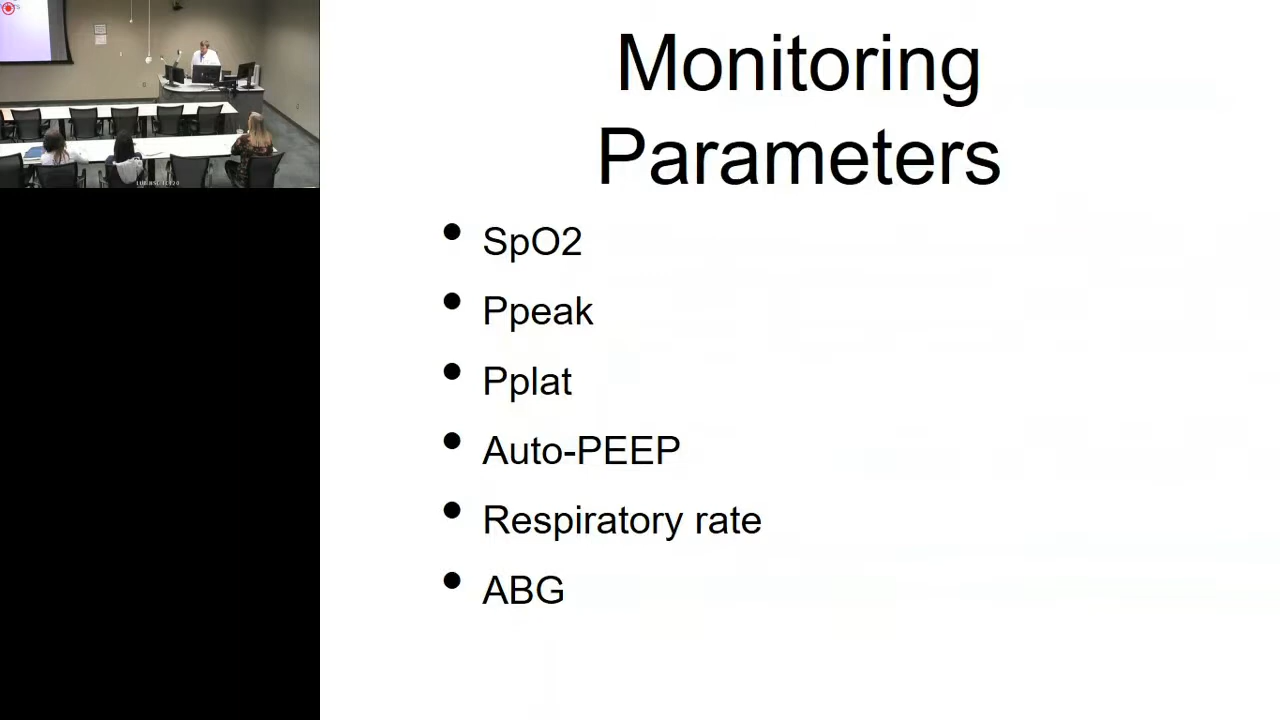 Monitoring
Parameters
• SpO2
• Ppeak
• Pplat
• Auto-PEEP
• Respiratory rate
• ABG